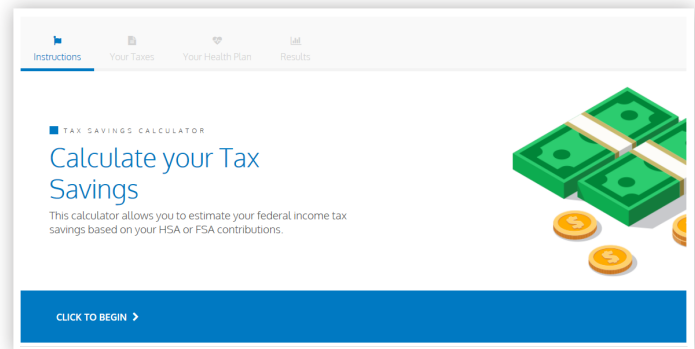 Instructions
Your Taxes
Your Health Plan
Results
TAX SAVINGS CALCULATOR
Calculate your Tax
Savings
This calculator allows you to estimate your federal income tax
savings based on your HSA or FSA contributions.
CLICK TO BEGIN